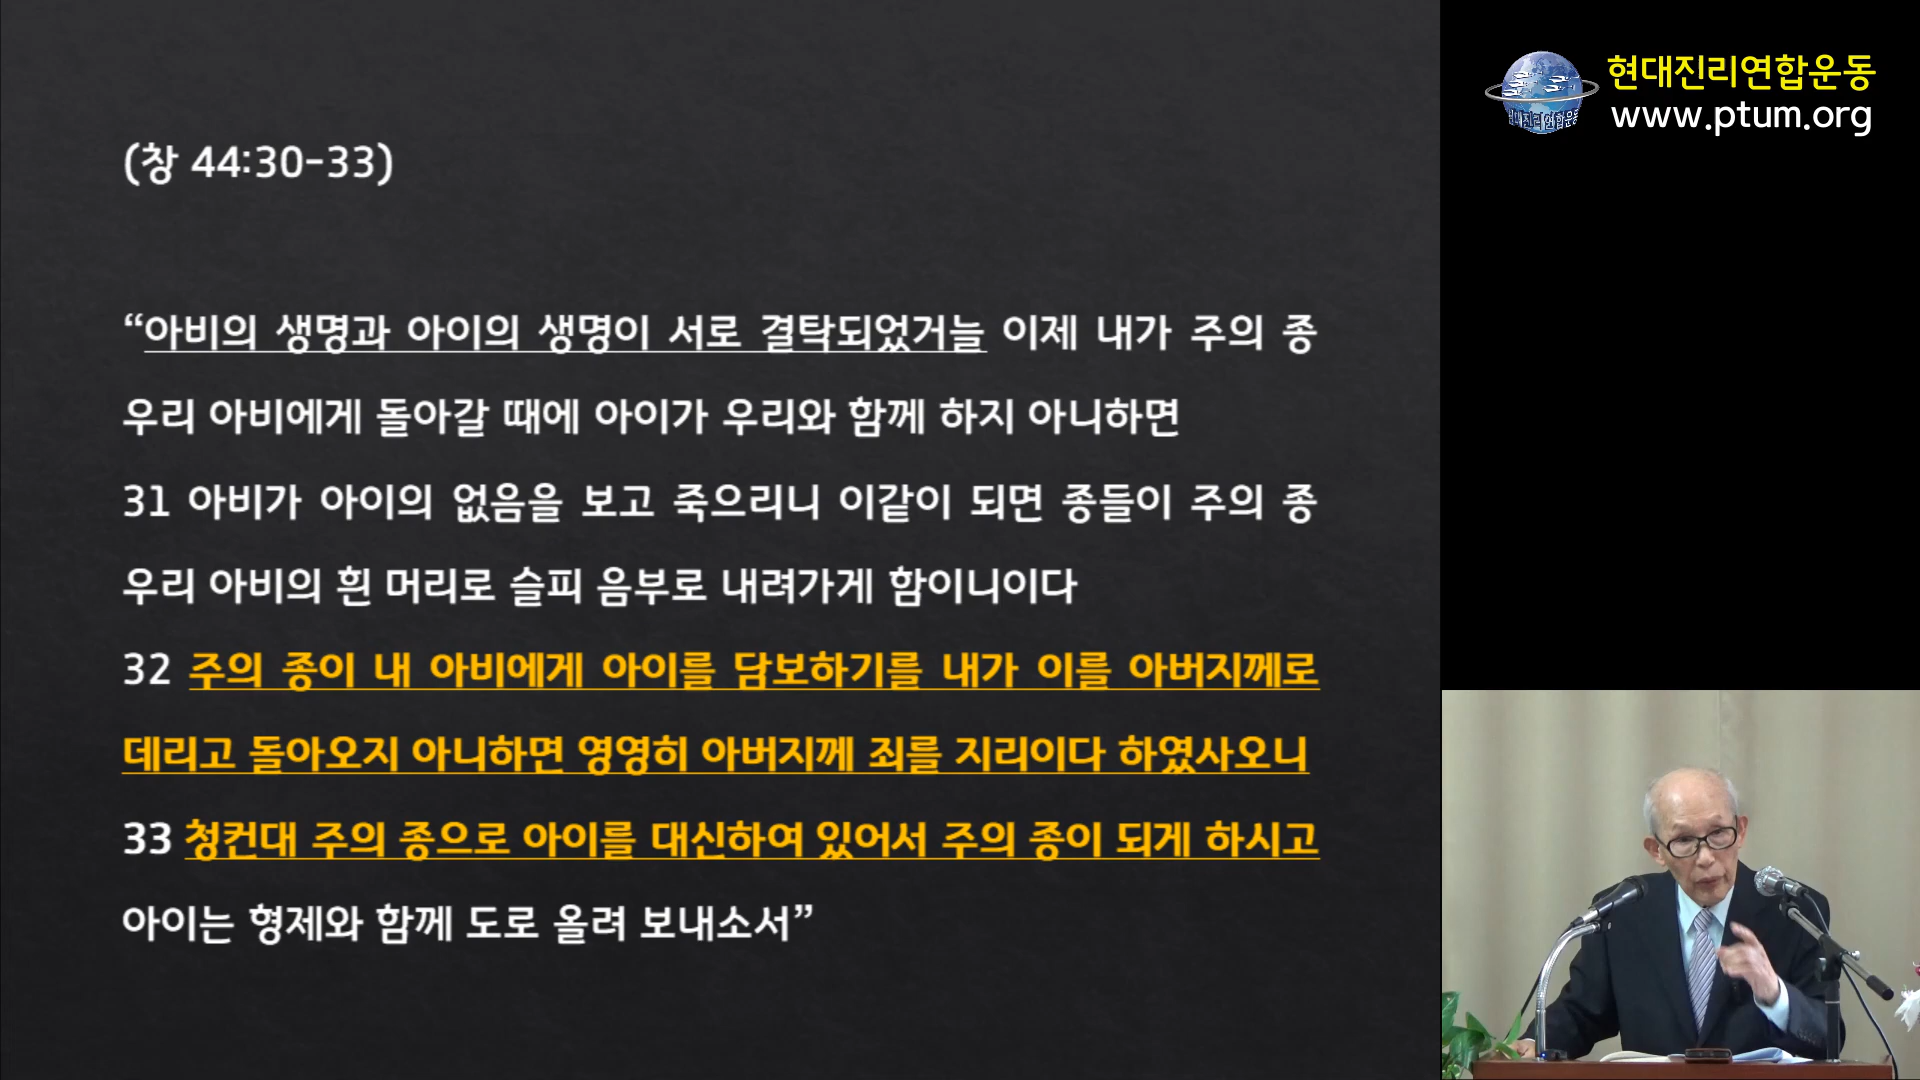 (창 44:30-33)
“아비의 생명과 아이의 생명이 서로 결탁되었거늘 이제 내가 주의 종
우리 아비에게 돌아갈 때에 아이가 우리와 함께 하지 아니하면
31 아비가 아이의 없음을 보고 죽으리니 이같이 되면 종들이 주의 종
우리 아비의 흰 머리로 슬피 음부로 내려가게 함이니이다
32 주의 종이 내 아비에게 아이를 담보하기를 내가 이를 아버지께로
데리고 돌아오지 아니하면 영영히 아버지께 죄를 지리이다 하였사오니
33 청컨대 주의 종으로 아이를 대신하여 있어서 주의 종이 되게 하시고
아이는 형제와 함께 도로 올려 보내소서”
현대진리연합운동
www.ptum.org
현대진리연합운동